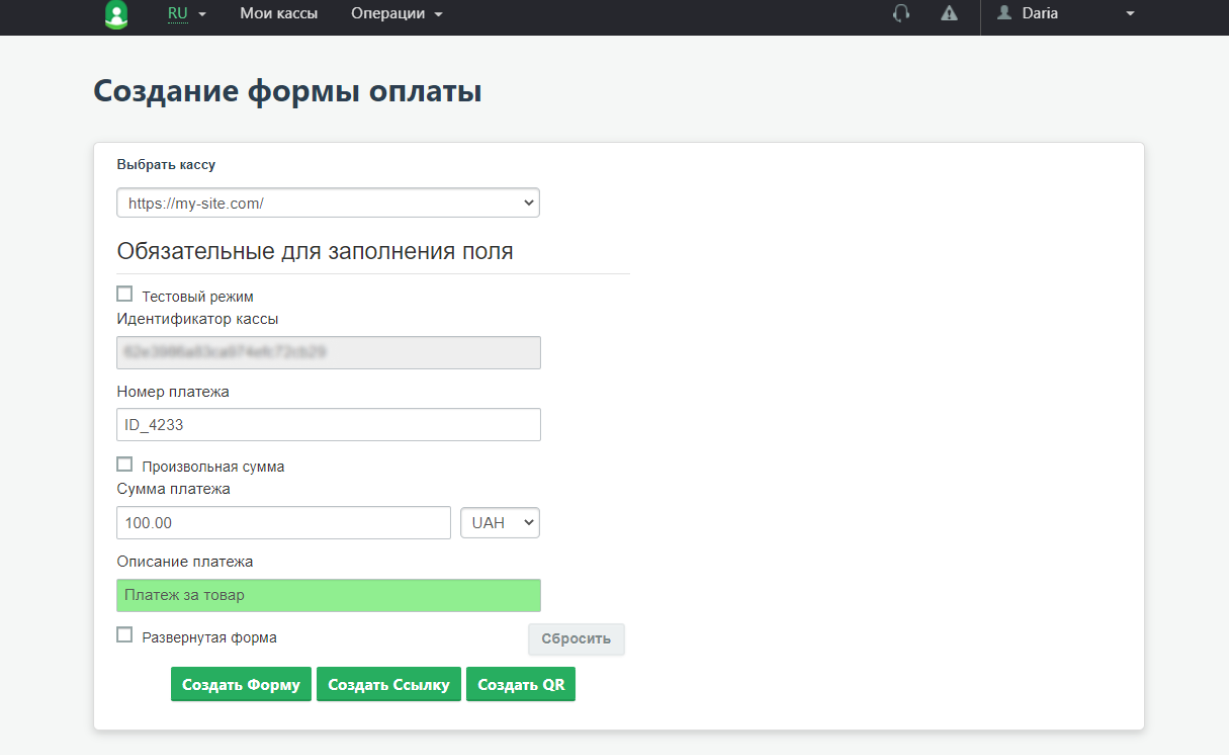 RU Мои кассы Операции Daria
Создание формы оплаты
Выбрать кассу
https://my-site.com/
Обязательные для заполнения поля
Тестовый режим
Идентификатор кассы
Номер платежа
ID_4233
Произвольная сумма
Сумма платежа
100.00 UAH
Описание платежа
Платеж за товар
Развернутая форма Сбросить
Создать Форму Создать Ссылку Создать QR